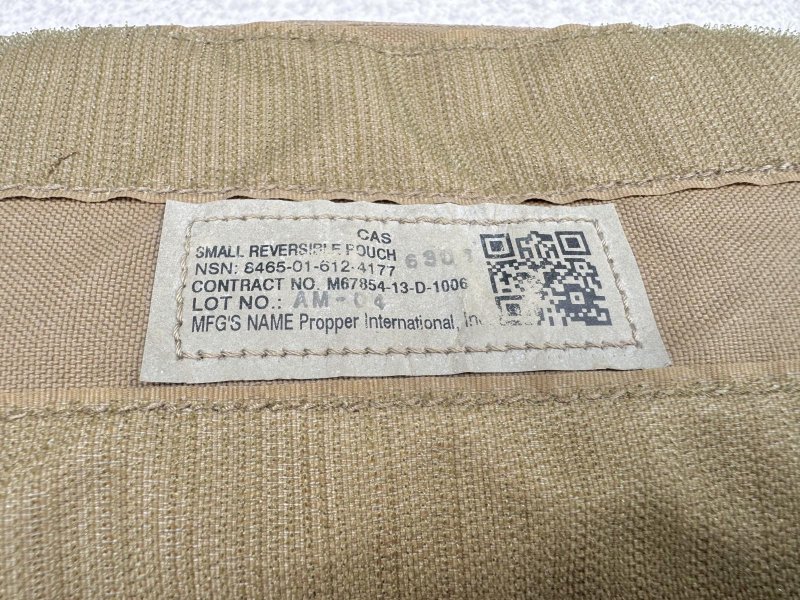 CAS
SMALL REVERSIBLE POUCH
NSN: 8465-01-612-4177
CONTRACT NO. M67854-13-D-1006
LOT NO.: AM-04
MFG'S NAME Propper International, Inc